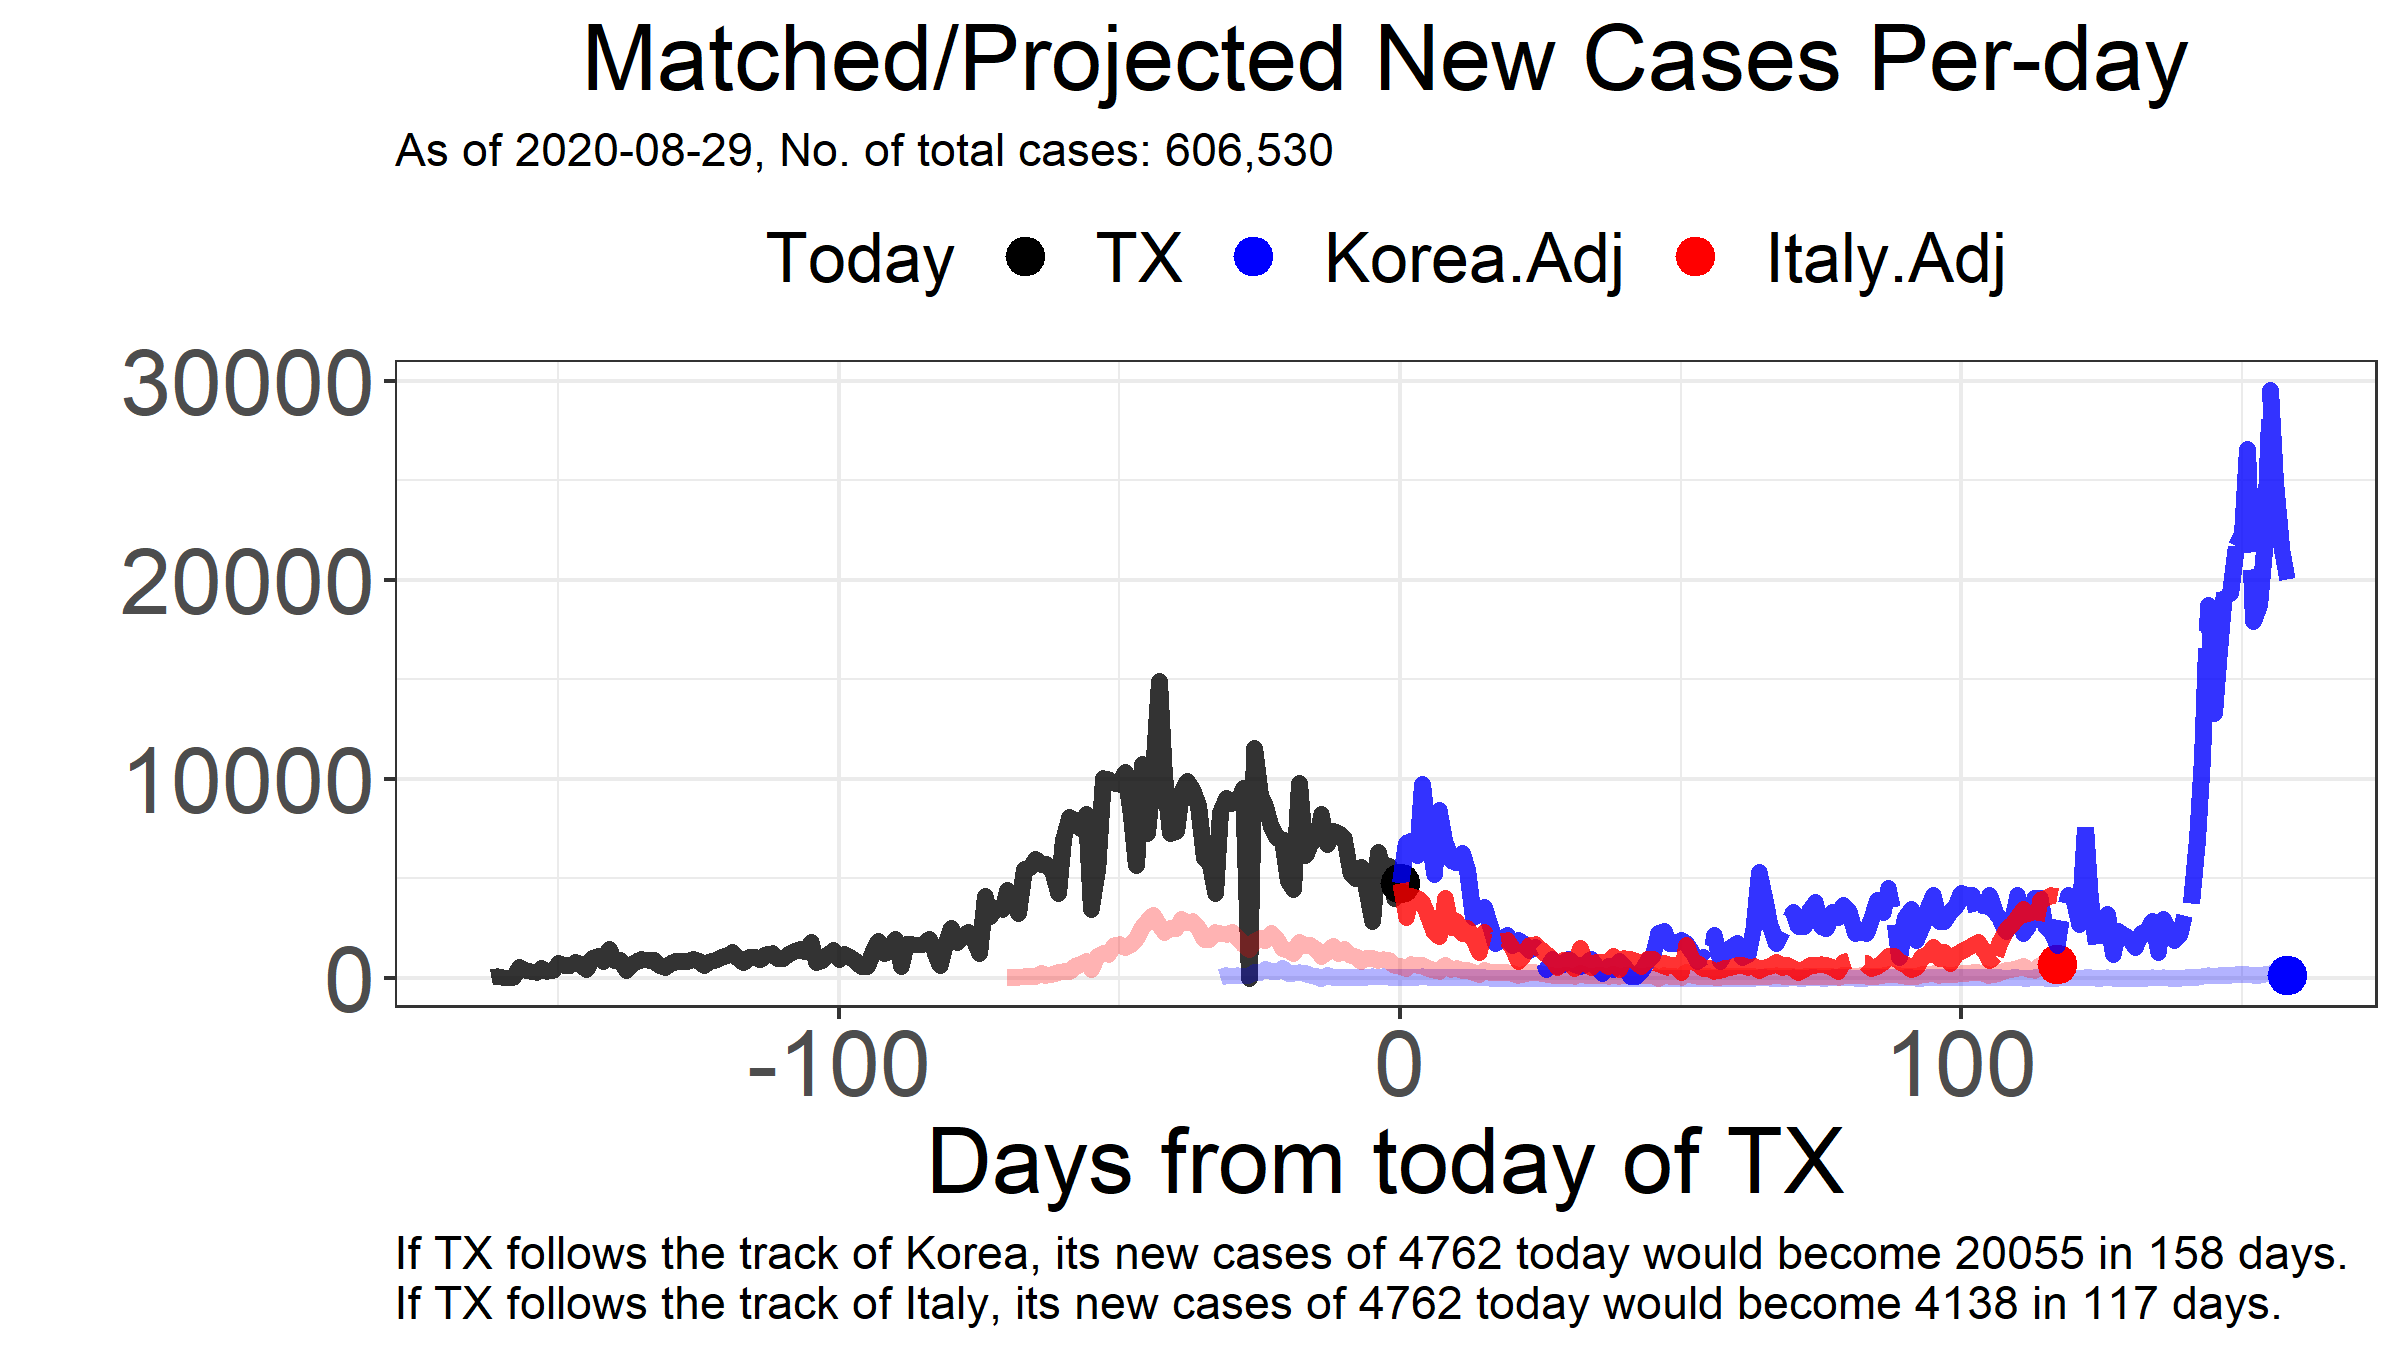 Matched/Projected New Cases Per-day
As of 2020-08-29, No. of total cases: 606,530
Today TX Korea.Adj Italy.Adj
30000
20000
10000
0
-100 0 100
Days from today of TX
If TX follows the track of Korea, its new cases of 4762 today would become 20055 in 158 days.
If TX follows the track of Italy, its new cases of 4762 today would become 4138 in 117 days.